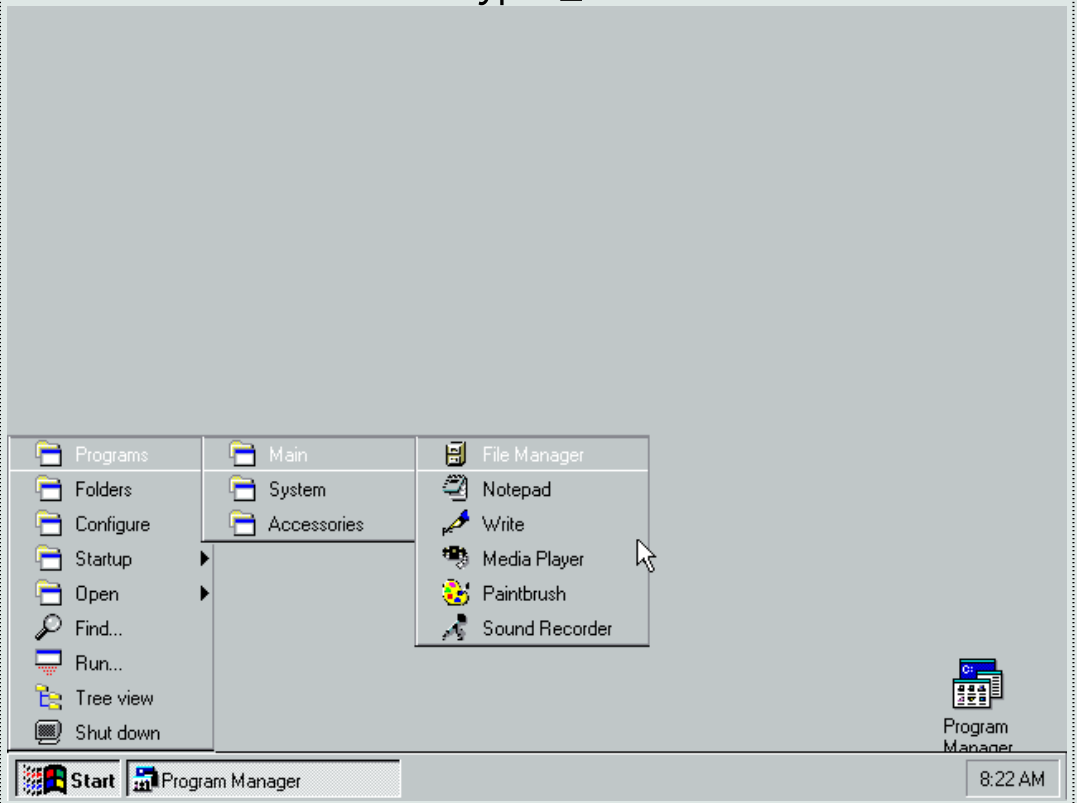 Programs
Folders
Configure
Startup
Open
Find...
Run...
Tree view
Shut down
Main
System
Accessories
File Manager
Notepad
Write
Media Player
Paintbrush
Sound Recorder
C:
Program
Manager
Start
Program Manager
8:22 AM